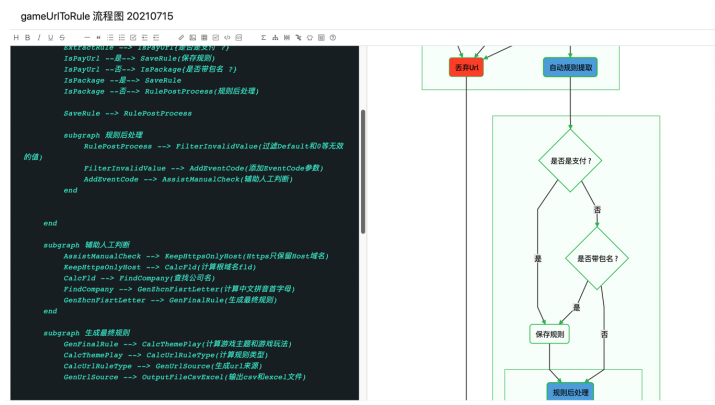 gameUrlToRule 流程图 20210715
H B I U S
ExtractRule --> IsPayUrl{是否是支付 ?}
IsPayUrl --是--> SaveRule(保存规则)
IsPayUrl --否--> IsPackage{是否带包名 ?}
IsPackage --是--> SaveRule
IsPackage --否--> RulePostProcess(规则后处理)
SaveRule --> RulePostProcess
subgraph 规则后处理
RulePostProcess --> FilterInvalidValue(过滤Default和0等无效
的值)
FilterInvalidValue --> AddEventCode(添加EventCode参数)
AddEventCode --> AssistManualCheck(辅助人工判断)
end
end
subgraph 辅助人工判断
AssistManualCheck --> KeepHttpsOnlyHost(Https只保留Host域名)
KeepHttpsOnlyHost --> CalcFld(计算根域名fld)
CalcFld --> FindCompany(查找公司名)
FindCompany --> GenZhcnFisrtLetter(计算中文拼音首字母)
GenZhcnFisrtLetter --> GenFinalRule(生成最终规则)
end
subgraph 生成最终规则
GenFinalRule --> CalcThemePlay(计算游戏主题和游戏玩法)
CalcThemePlay --> CalcUrlRuleType(计算规则类型)
CalcUrlRuleType --> GenUrlSource(生成url来源)
GenUrlSource --> OutputFileCsvExcel(输出csv和excel文件)
丢弃Url
自动规则提取
是否是支付 ?
否
是
是否带包名 ?
是
否
保存规则
规则后处理